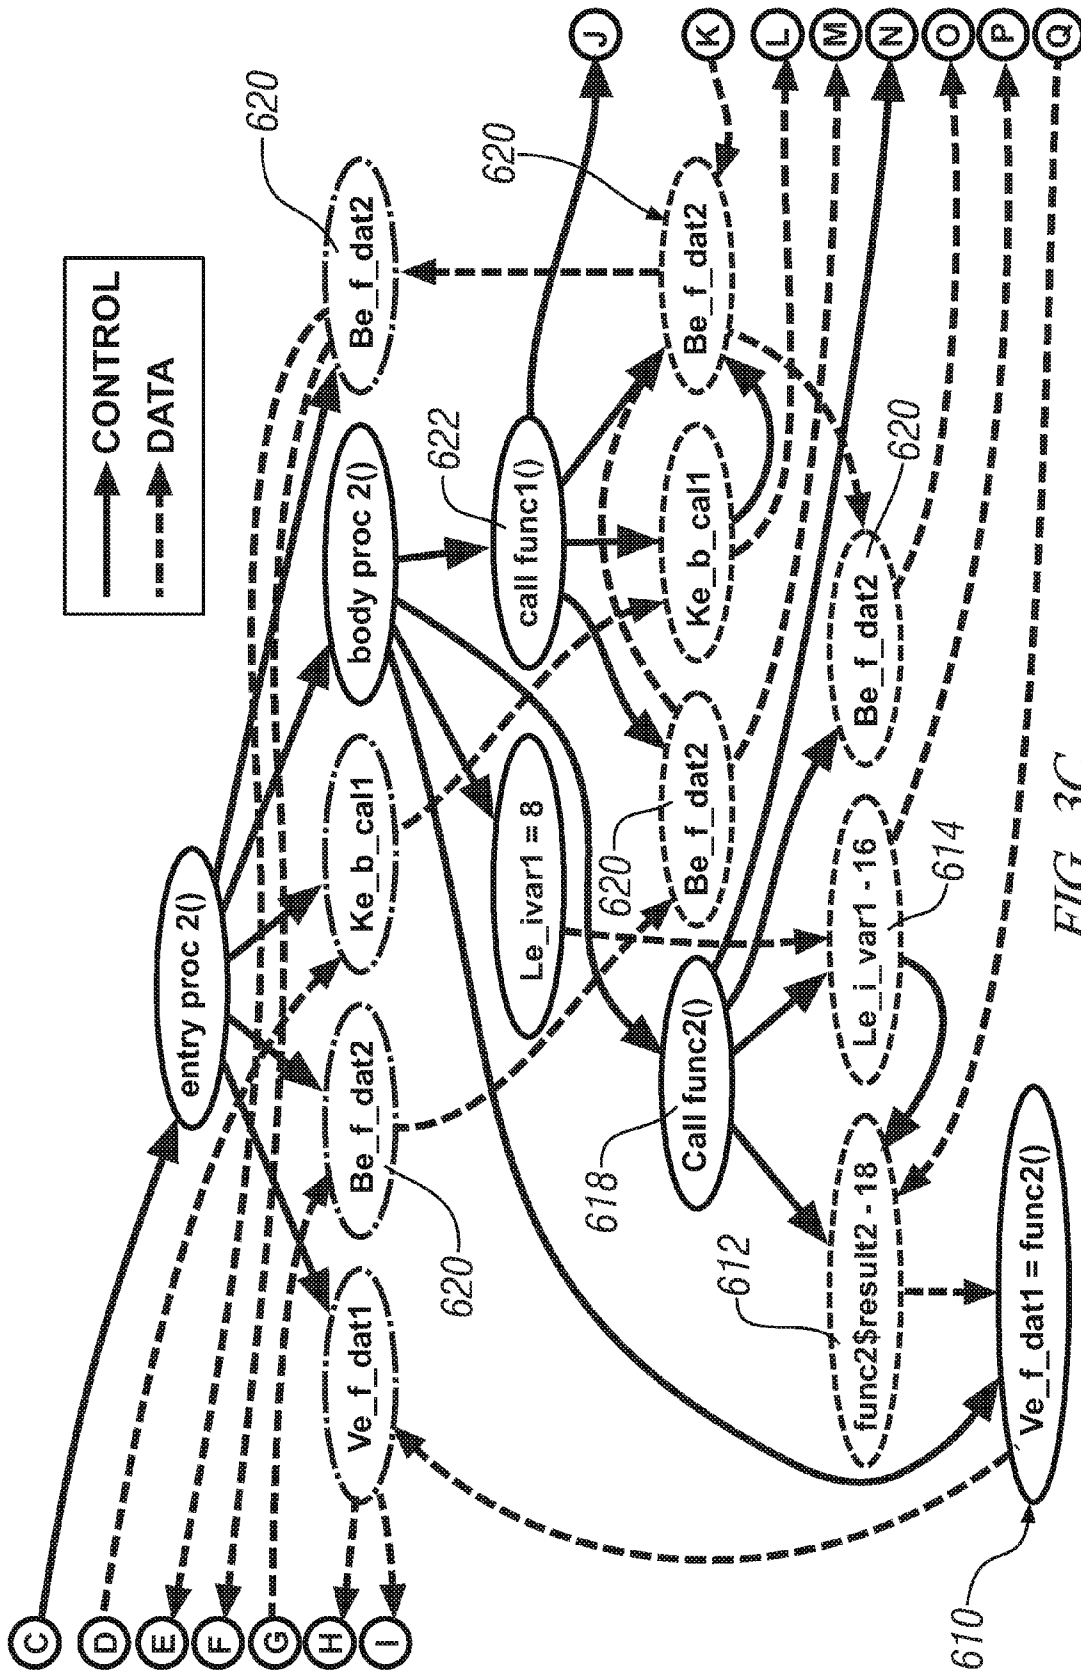 CONTROL
DATA
C
D
E
F
G
H
I
entry proc 2()
620
Ve_f_dat1
Be_f_dat2
Ke_b_cal1
body proc 2()
Be_f_dat2
620
622
Le_ivar1 = 8
call func1()
J
620
618
Call func2()
620
Be_f_dat2
Ke_b_cal1
Be_f_dat2
K
L
M
612
func2$result2 - 18
Le_i_var1 - 16
Be_f_dat2
620
N
614
O
610
Ve_f_dat1 = func2()
P
Q
FIG. 3C